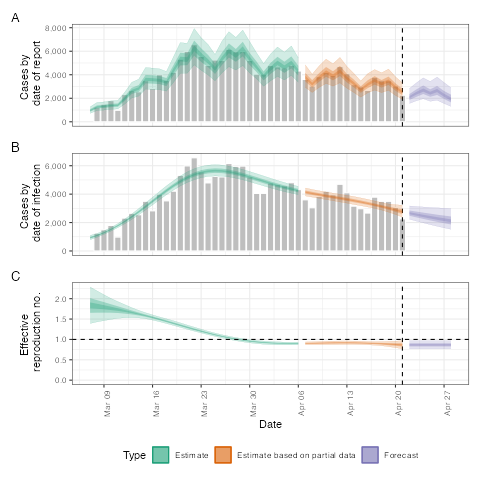 A
8,000
6,000
4,000
2,000
0
Cases by
date of report
B
6,000
4,000
2,000
0
Cases by
date of infection
C
2.0
1.5
1.0
0.5
0.0
Effective
reproduction no.
Mar 09
Mar 16
Mar 23
Mar 30
Apr 06
Apr 13
Apr 20
Apr 27
Date
Type
Estimate
Estimate based on partial data
Forecast